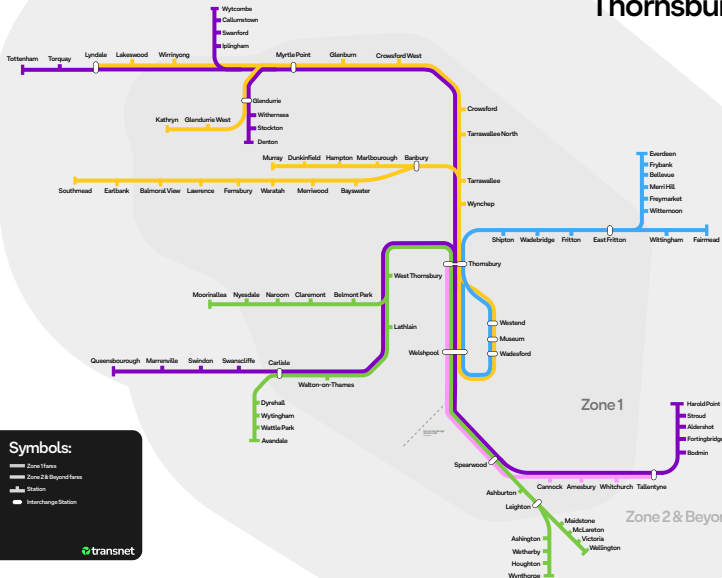 Thornsbur
Wytcombe
Callumstown
Swanford
Iplingham
Tottenham
Torquay
Lyndale
Lakewood
Wirrinyong
Myrtle Point
Glenburn
Crowsford West
Glendurrie
Kathryn
Glendurrie West
Withernsea
Stockton
Denton
Crowsford
Tarrawallee North
Murray
Dunkinfield
Hampton
Marlborough
Banbury
Tarrawallee
Southmead
Earlbank
Balmoral View
Lawrence
Fernsbury
Waratah
Merriwood
Bayswater
Wynchep
Everdeen
Frybank
Bellevue
Merri Hill
Freymarket
Witternoon
Shipton
Wadebridge
Fritton
East Fritton
Wittingham
Fairmead
Thornsbury
West Thornsbury
Moorinallea
Nyesdale
Naroom
Claremont
Belmont Park
Lathlain
Westend
Museum
Wadesford
Welshpool
Queensbourough
Marranville
Swindon
Swanscliffe
Carlisle
Walton-on-Thames
Dyrehall
Wytingham
Wattle Park
Avandale
Zone 1
Harold Point
Stroud
Aldershot
Fortingbridge
Bodmin
Spearwood
Cannock
Amesbury
Whitchurch
Tallentyne
Ashburton
Leighton
Zone 2 & Beyon
Maidstone
McLareton
Victoria
Wellington
Ashington
Wetherby
Houghton
Wynthorpe
Symbols:
Zone 1 fares
Zone 2 & Beyond fares
Station
Interchange Station
transnet